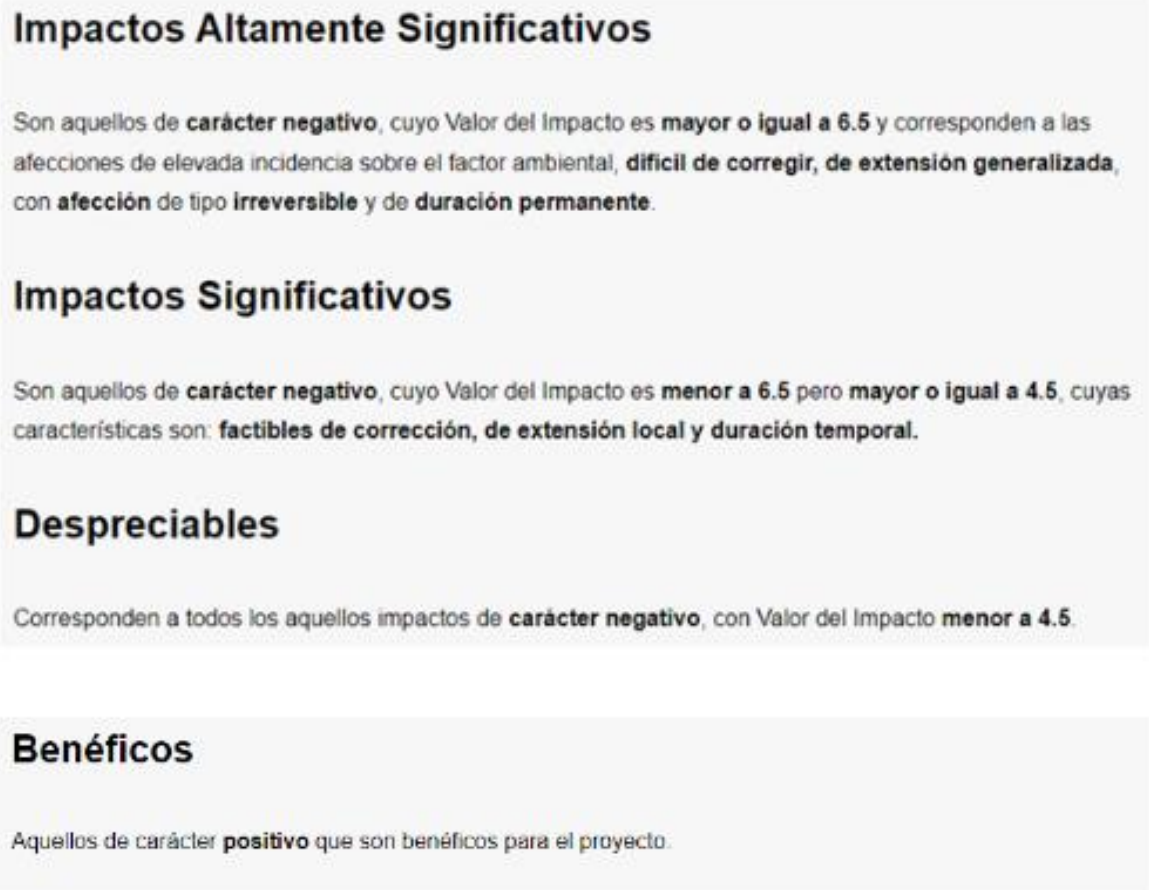 Impactos Altamente Significativos
Son aquellos de carácter negativo, cuyo Valor del Impacto es mayor o igual a 6.5 y corresponden a las
afecciones de elevada incidencia sobre el factor ambiental, dificil de corregir, de extensión generalizada,
con afección de tipo irreversible y de duración permanente.
Impactos Significativos
Son aquellos de carácter negativo, cuyo Valor del Impacto es menor a 6.5 pero mayor o igual a 4.5, cuyas
características son: factibles de corrección, de extensión local y duración temporal.
Despreciables
Corresponden a todos los aquellos impactos de carácter negativo, con Valor del Impacto menor a 4.5.
Benéficos
Aquellos de carácter positivo que son benéficos para el proyecto.